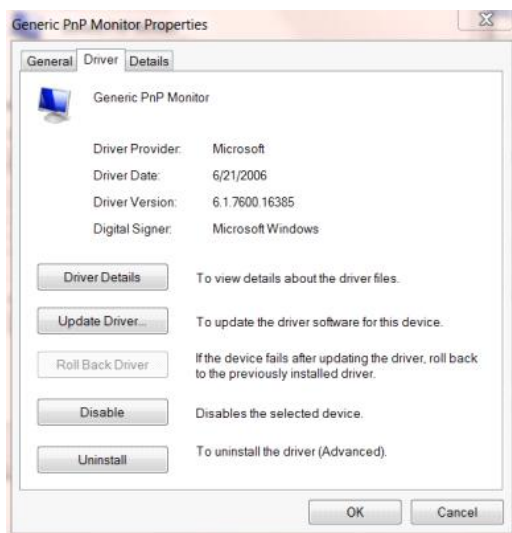 Generic PnP Monitor Properties
General Driver Details
Generic PnP Monitor
Driver Provider: Microsoft
Driver Date: 6/21/2006
Driver Version: 6.1.7600.16385
Digital Signer: Microsoft Windows
Driver Details To view details about the driver files.
Update Driver... To update the driver software for this device.
Roll Back Driver If the device fails after updating the driver, roll back
to the previously installed driver.
Disable Disables the selected device.
Uninstall To uninstall the driver (Advanced).
OK Cancel